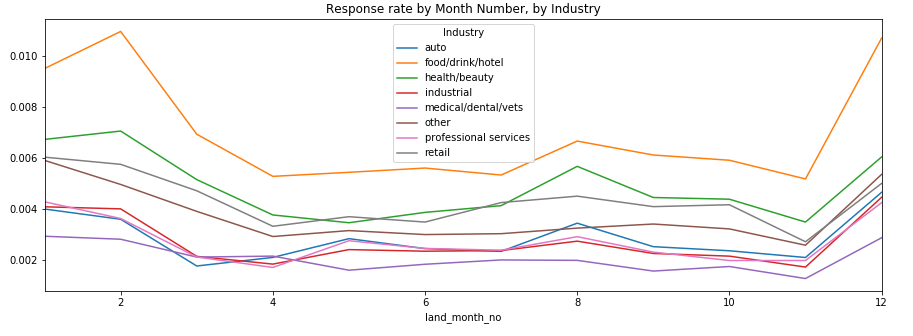 Response rate by Month Number, by Industry
Industry
auto
food/drink/hotel
health/beauty
industrial
medical/dental/vets
other
professional services
retail
0.010
0.008
0.006
0.004
0.002
2 4 6 8 10 12
land_month_no